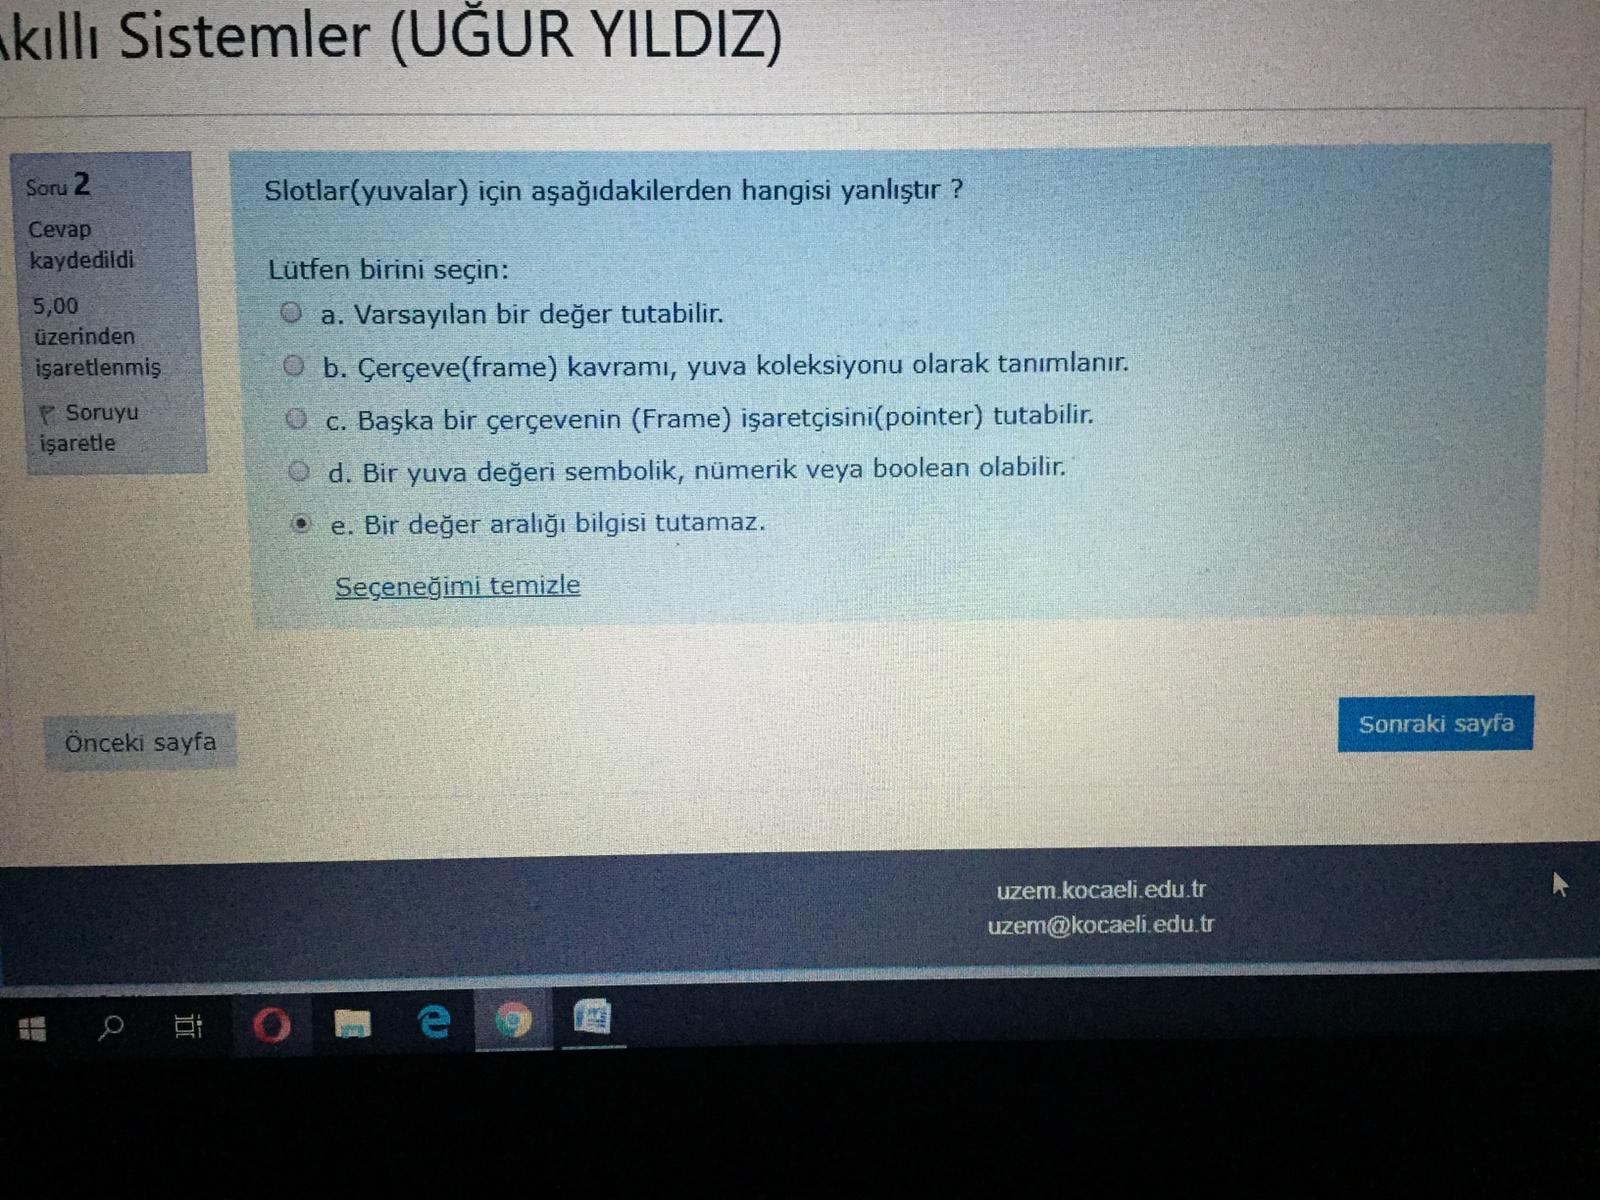 Akıllı Sistemler (UĞUR YILDIZ)
Soru 2
Cevap
kaydedildi
5,00
üzerinden
işaretlenmiş
Soruyu
işaretle
Slotlar(yuvalar) için aşağıdakilerden hangisi yanlıştır ?
Lütfen birini seçin:
a. Varsayılan bir değer tutabilir.
b. Çerçeve(frame) kavramı, yuva koleksiyonu olarak tanımlanır.
c. Başka bir çerçevenin (Frame) işaretçisini(pointer) tutabilir.
d. Bir yuva değeri sembolik, nümerik veya boolean olabilir.
e. Bir değer aralığı bilgisi tutamaz.
Seçeneğimi temizle
Önceki sayfa
Sonraki sayfa
uzem.kocaeli.edu.tr
uzem@kocaeli.edu.tr